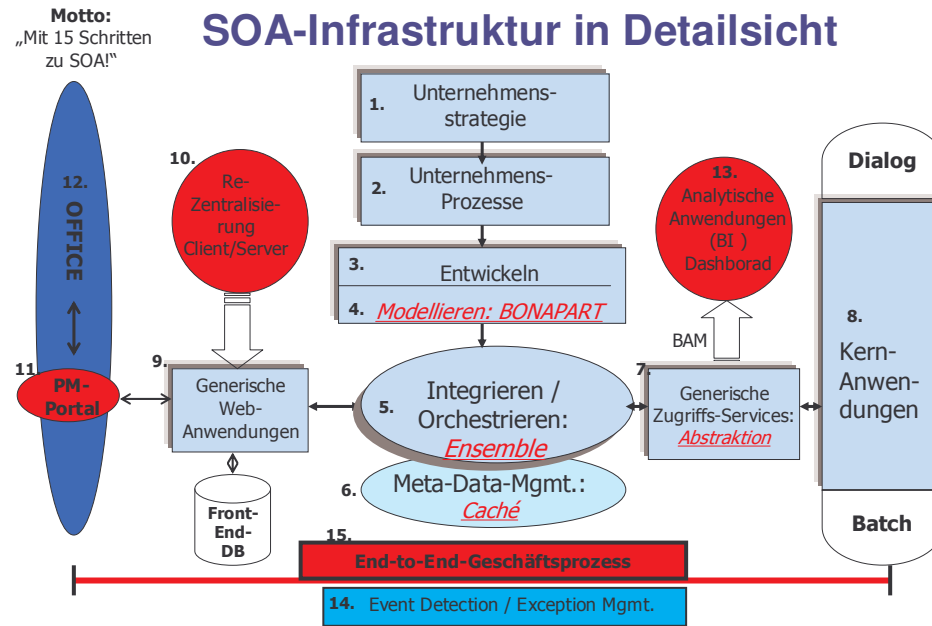 Motto:
„Mit 15 Schritten
zu SOA!“
SOA-Infrastruktur in Detailsicht
1. Unternehmens-
strategie
2. Unternehmens-
Prozesse
3. Entwickeln
4. Modellieren: BONAPART
10. Re-
Zentralisie-
rung
Client/Server
13.
Analytische
Anwendungen
(BI )
Dashborad
BAM
12.
OFFICE
11. PM-
Portal
9. Generische
Web-
Anwendungen
Front-
End-
DB
5. Integrieren /
Orchestrieren:
Ensemble
6. Meta-Data-Mgmt.:
Caché
7. Generische
Zugriffs-Services:
Abstraktion
Dialog
8.
Kern-
Anwen-
dungen
Batch
15.
End-to-End-Geschäftsprozess
14. Event Detection / Exception Mgmt.